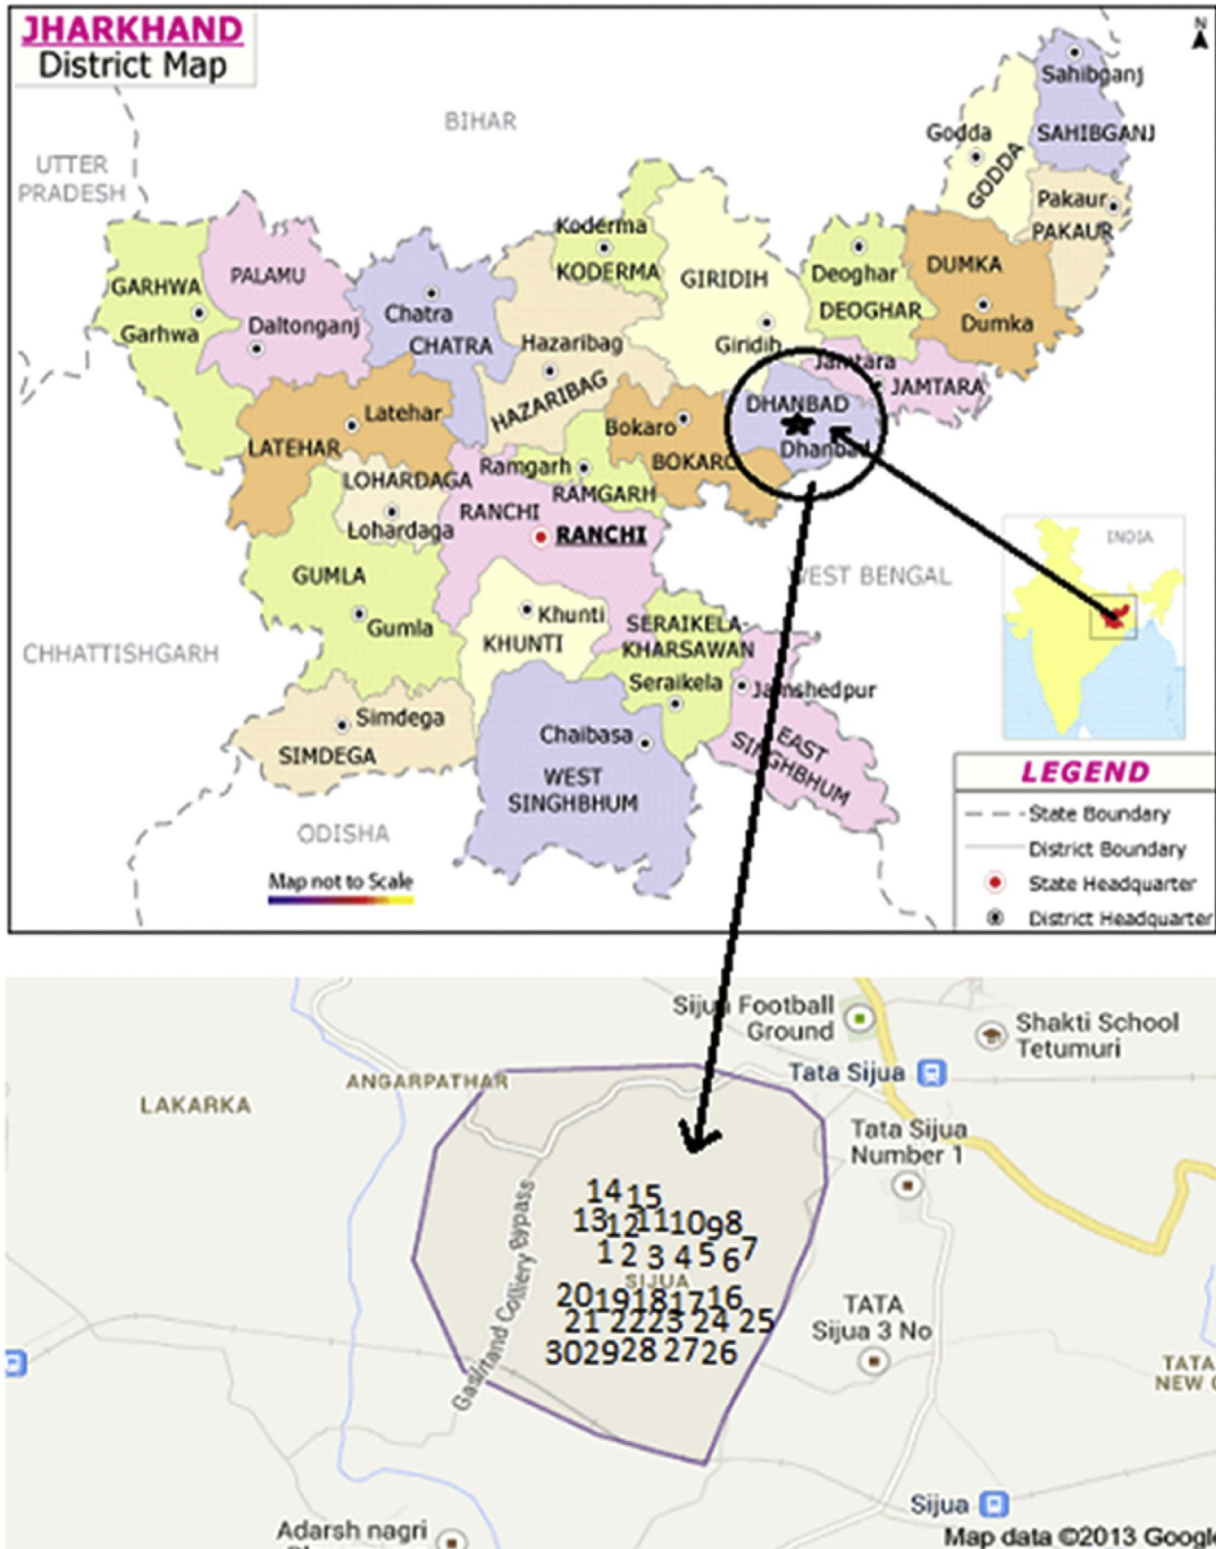 JHARKHAND
District Map
N
BIHAR
UTTER
PRADESH
Sahibganj
SAHIBGANJ
Godda
GODDA
Pakaur
PAKAUR
Koderma
KODERMA
GIRIDIH
Giridih
Deoghar
DEOGHAR
DUMKA
Dumka
GARHWA
Garhwa
PALAMU
Daltonganj
Chatra
CHATRA
Hazaribag
HAZARIBAG
Jamtara
JAMTARA
DHANBAD
Dhanbad
Latehar
LATEHAR
Bokaro
BOKARO
LOHARDAGA
Lohardaga
Ramgarh
RAMGARH
RANCHI
RANCHI
WEST BENGAL
INDIA
GUMLA
Gumla
Khunti
KHUNTI
SERAIKELA-
KHARSAWAN
Seraikela
Jamshedpur
CHHATTISHGARH
Simdega
SIMDEGA
Chaibasa
WEST
SINGHBHUM
EAST
SINGHBHUM
ODISHA
Map not to Scale
LEGEND
State Boundary
District Boundary
State Headquarter
District Headquarter
Sijua Football
Ground
Shakti School
Tetumuri
Tata Sijua
ANGARPATHAR
LAKARKA
Tata Sijua
Number 1
14 15
13 12 11 10 9 8
1 2 3 4 5 6 7
SIJUA
20 19 18 17 16
21 22 23 24 25
30 29 28 27 26
Colliery Bypass
TATA
Sijua 3 No
TATA
NEW
Sijua
Adarsh nagri
Map data ©2013 Google